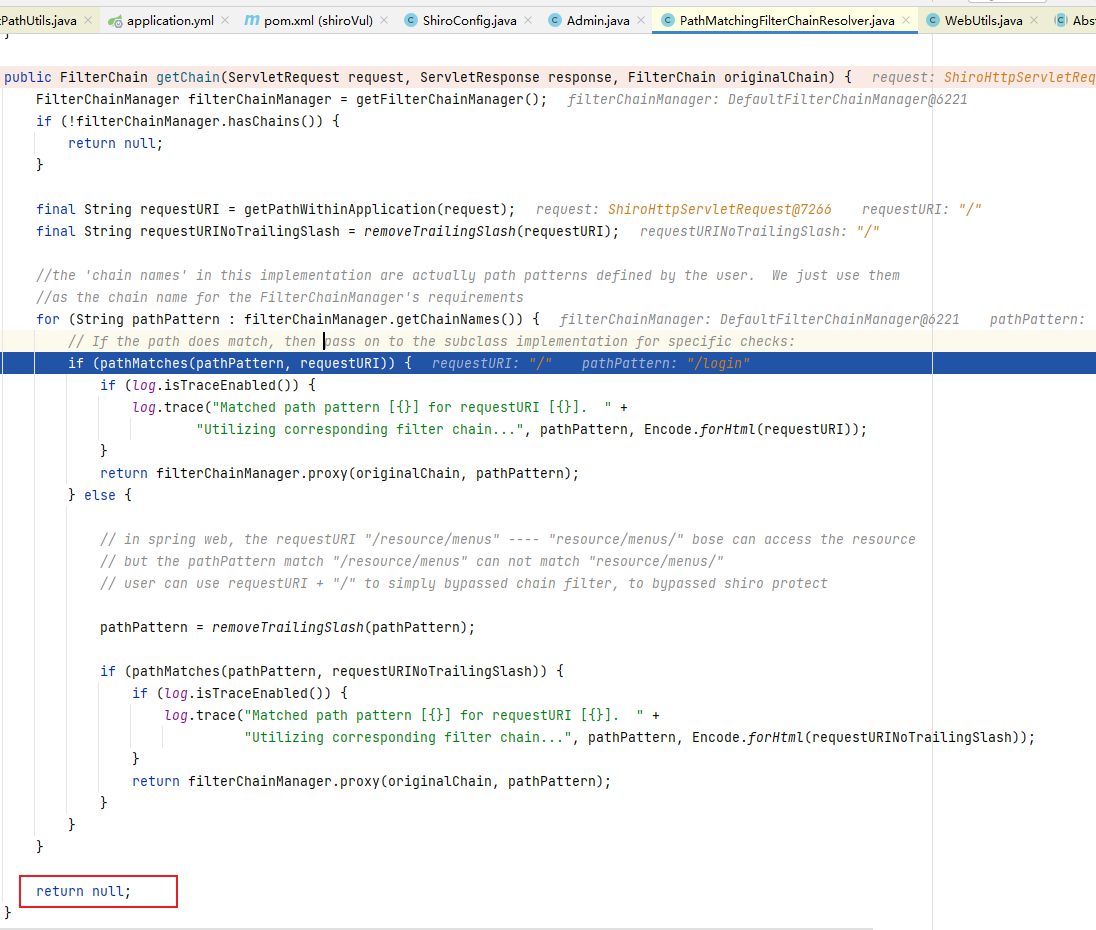 tPathUtils.java × application.yml × pom.xml (shiroVul) × ShiroConfig.java × Admin.java × PathMatchingFilterChainResolver.java × WebUtils.java × Abs
public FilterChain getChain(ServletRequest request, ServletResponse response, FilterChain originalChain) { request: ShiroHttpServletReq
FilterChainManager filterChainManager = getFilterChainManager(); filterChainManager: DefaultFilterChainManager@6221
if (!filterChainManager.hasChains()) {
return null;
}
final String requestURI = getPathWithinApplication(request); request: ShiroHttpServletRequest@7266 requestURI: "/"
final String requestURINoTrailingSlash = removeTrailingSlash(requestURI); requestURINoTrailingSlash: "/"
//the 'chain names' in this implementation are actually path patterns defined by the user. We just use them
//as the chain name for the FilterChainManager's requirements
for (String pathPattern : filterChainManager.getChainNames()) { filterChainManager: DefaultFilterChainManager@6221 pathPattern:
// If the path does match, then pass on to the subclass implementation for specific checks:
if (pathMatches(pathPattern, requestURI)) { requestURI: "/" pathPattern: "/login"
if (log.isTraceEnabled()) {
log.trace("Matched path pattern [{}] for requestURI [{}]. " +
"Utilizing corresponding filter chain...", pathPattern, Encode.forHtml(requestURI));
}
return filterChainManager.proxy(originalChain, pathPattern);
} else {
// in spring web, the requestURI "/resource/menus" ---- "resource/menus/" bose can access the resource
// but the pathPattern match "/resource/menus" can not match "resource/menus/"
// user can use requestURI + "/" to simply bypassed chain filter, to bypassed shiro protect
pathPattern = removeTrailingSlash(pathPattern);
if (pathMatches(pathPattern, requestURINoTrailingSlash)) {
if (log.isTraceEnabled()) {
log.trace("Matched path pattern [{}] for requestURI [{}]. " +
"Utilizing corresponding filter chain...", pathPattern, Encode.forHtml(requestURINoTrailingSlash));
}
return filterChainManager.proxy(originalChain, pathPattern);
}
}
}
return null;
}